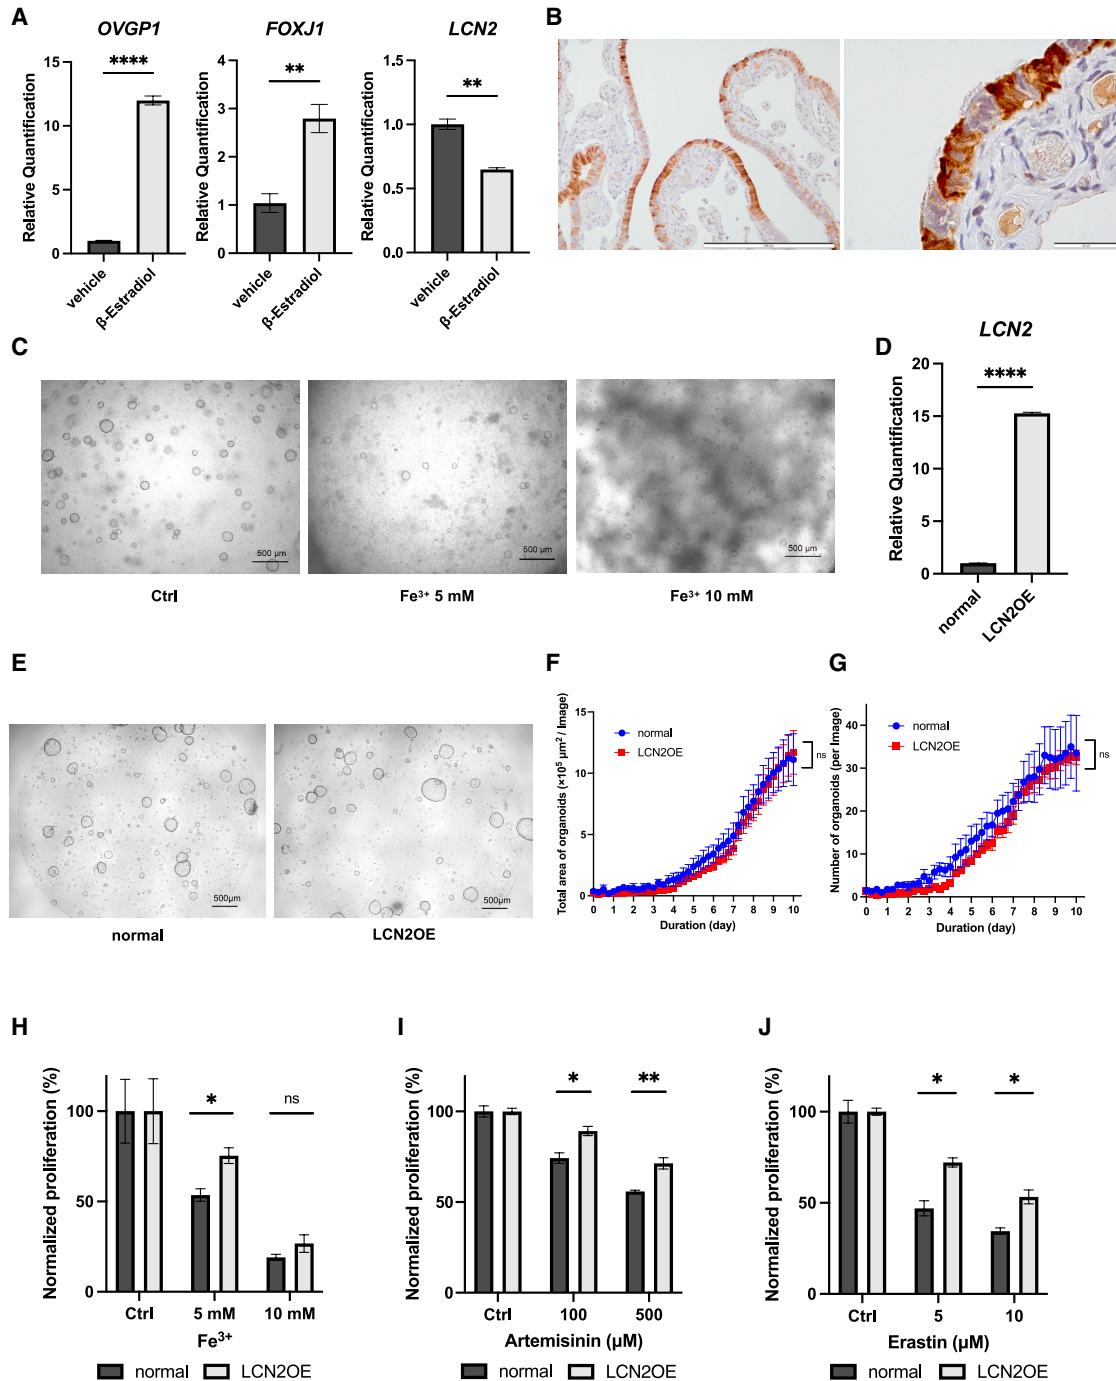 A
OVGP1
FOXJ1
LCN2
Relative Quantification
15
10
5
0
****
vehicle
β-Estradiol
Relative Quantification
4
3
2
1
0
**
vehicle
β-Estradiol
Relative Quantification
1.5
1.0
0.5
0.0
**
vehicle
β-Estradiol
B
C
500 µm
500 µm
500 µm
Ctrl
Fe³⁺ 5 mM
Fe³⁺ 10 mM
D
LCN2
Relative Quantification
20
15
10
5
0
****
normal
LCN2OE
E
500µm
500µm
normal
LCN2OE
F
Total area of organoids (×10⁵ µm² / Image)
15
10
5
0
normal
LCN2OE
ns
0 1 2 3 4 5 6 7 8 9 10
Duration (day)
G
Number of organoids (per Image)
40
30
20
10
0
normal
LCN2OE
ns
0 1 2 3 4 5 6 7 8 9 10
Duration (day)
H
Normalized proliferation (%)
100
50
0
*
ns
Ctrl 5 mM 10 mM
Fe³⁺
normal LCN2OE
I
Normalized proliferation (%)
100
50
0
*
**
Ctrl 100 500
Artemisinin (µM)
normal LCN2OE
J
Normalized proliferation (%)
100
50
0
*
*
Ctrl 5 10
Erastin (µM)
normal LCN2OE